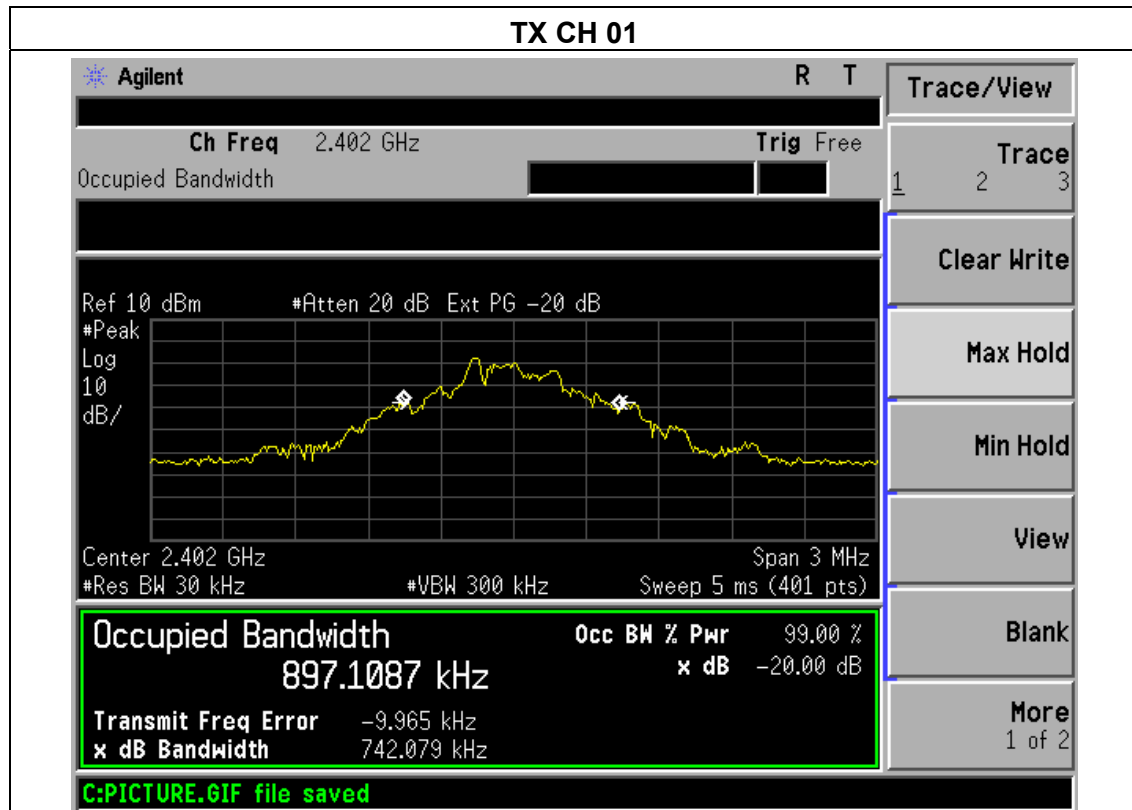 TX CH 01
Agilent R T
Trace/View
Ch Freq 2.402 GHz Trig Free
Occupied Bandwidth
Trace
1 2 3
Clear Write
Ref 10 dBm #Atten 20 dB Ext PG -20 dB
#Peak
Log
10
dB/
Max Hold
Min Hold
View
Center 2.402 GHz Span 3 MHz
#Res BW 30 kHz #VBW 300 kHz Sweep 5 ms (401 pts)
Occupied Bandwidth Occ BW % Pwr 99.00 %
897.1087 kHz x dB -20.00 dB
Blank
Transmit Freq Error -9.965 kHz
x dB Bandwidth 742.079 kHz
More
1 of 2
C:PICTURE.GIF file saved